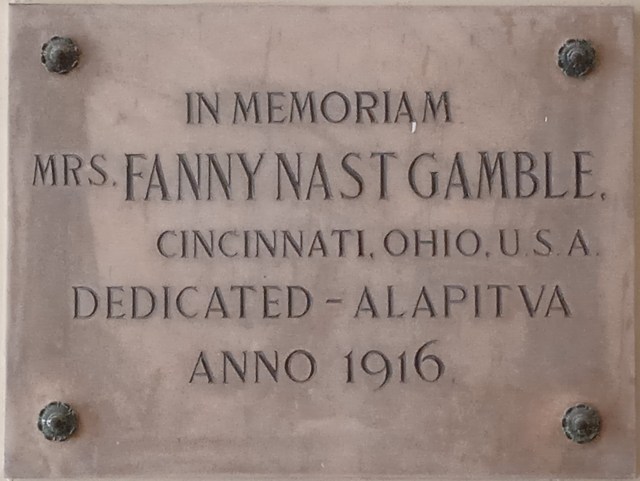 IN MEMORIAM
MRS. FANNY NAST GAMBLE.
CINCINNATI, OHIO, U.S.A.
DEDICATED - ALAPITVA
ANNO 1916.